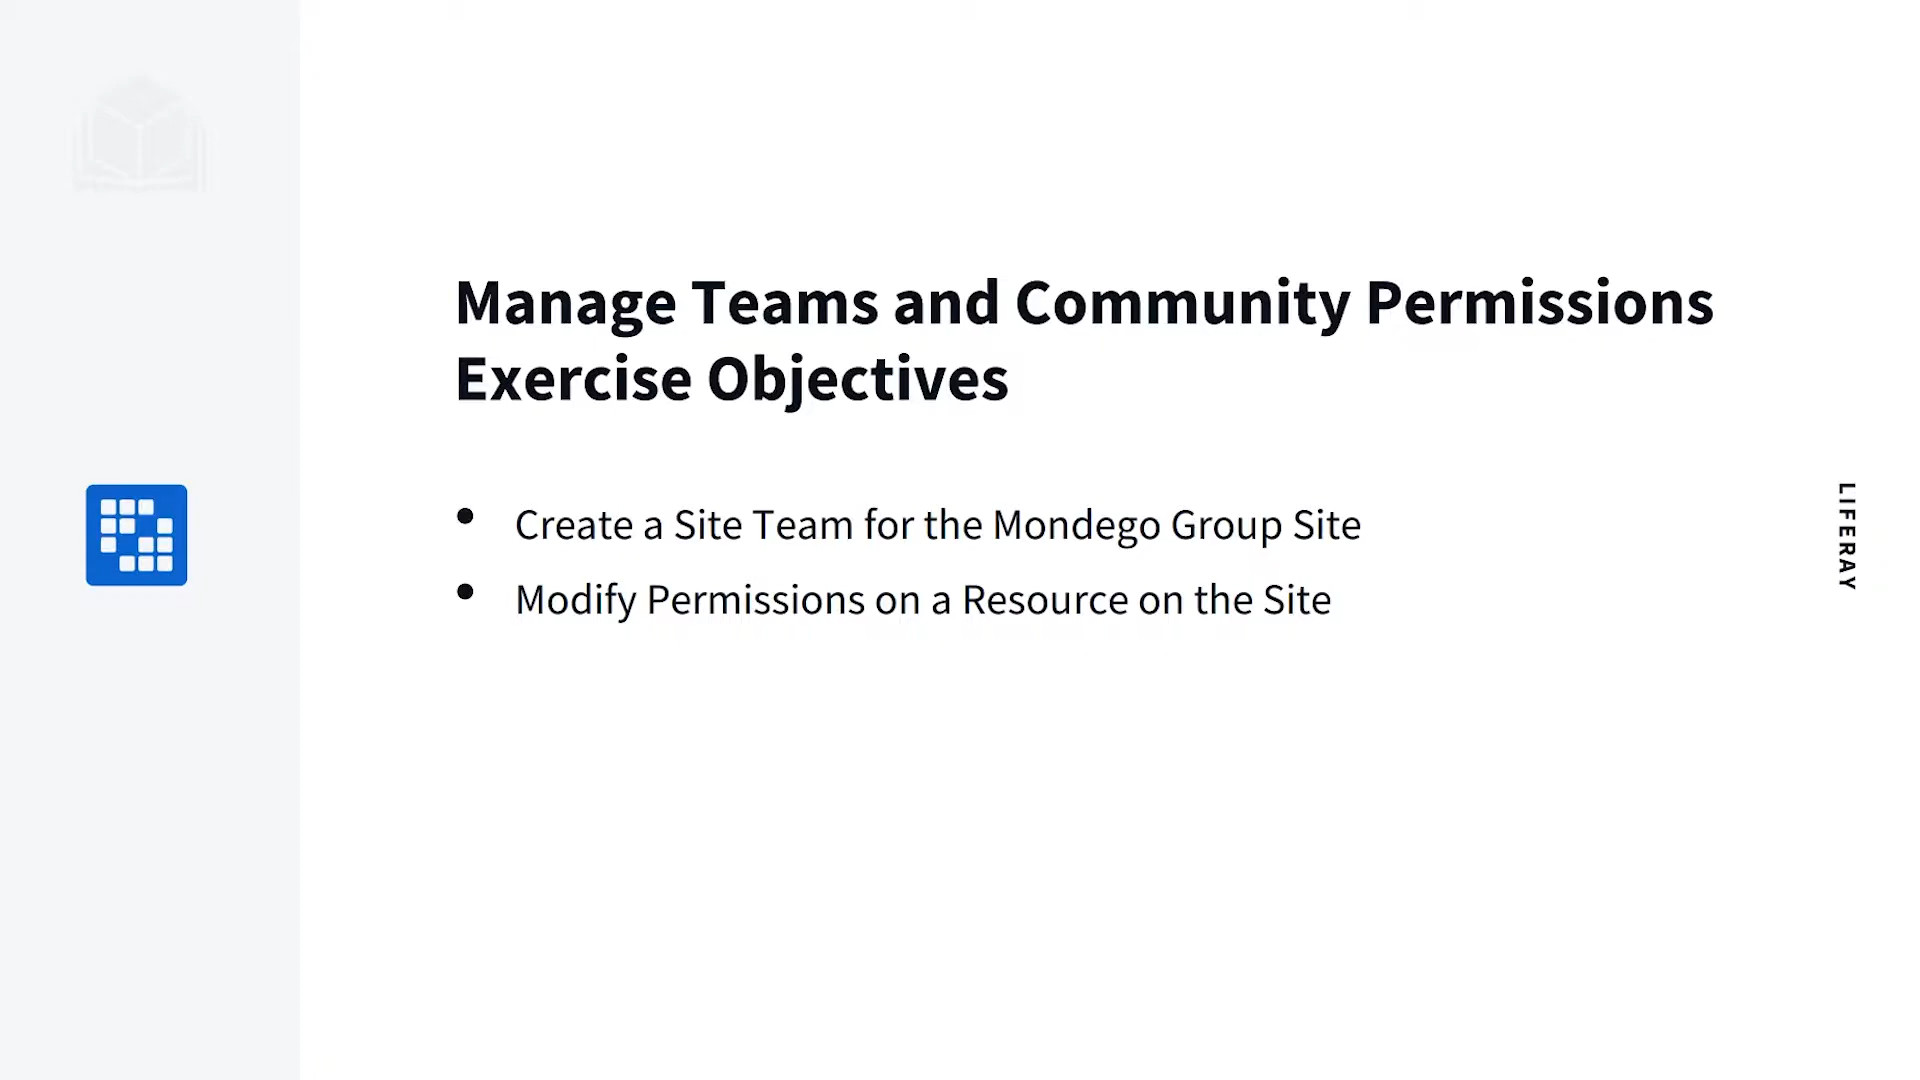 Manage Teams and Community Permissions
Exercise Objectives
• Create a Site Team for the Mondego Group Site
• Modify Permissions on a Resource on the Site
LIFERAY